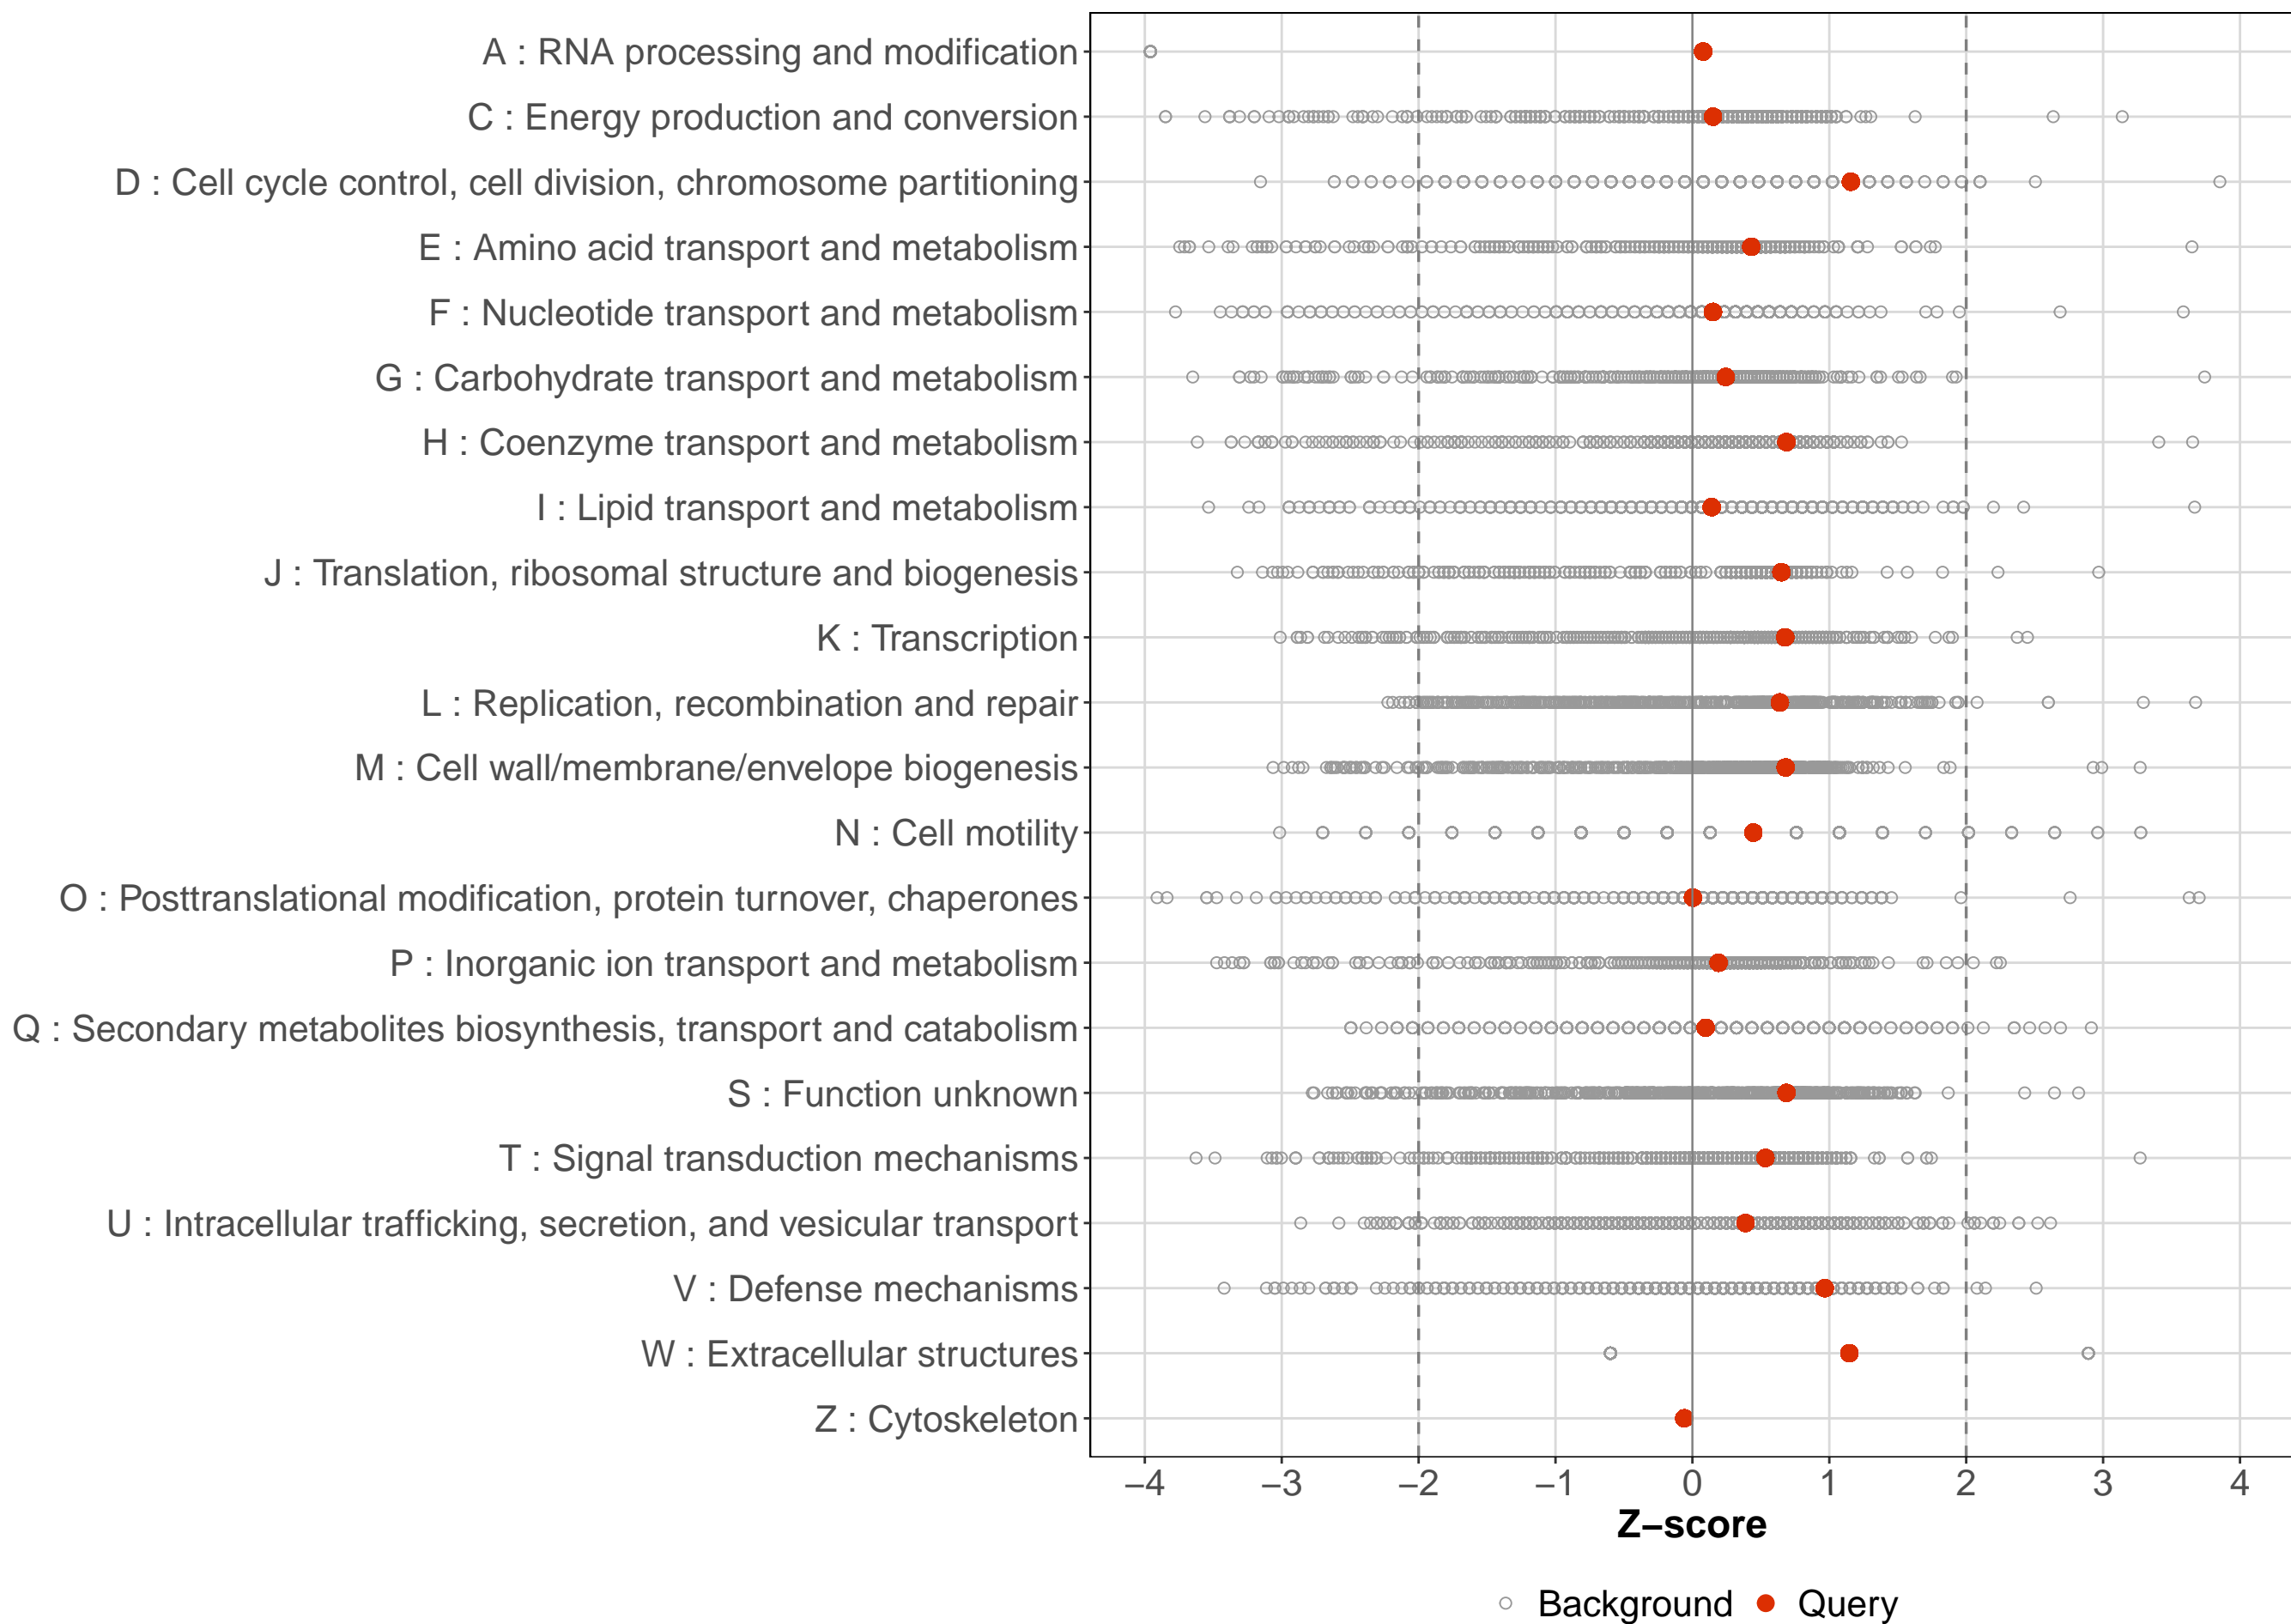 A : RNA processing and modification
C : Energy production and conversion
D : Cell cycle control, cell division, chromosome partitioning
E : Amino acid transport and metabolism
F : Nucleotide transport and metabolism
G : Carbohydrate transport and metabolism
H : Coenzyme transport and metabolism
I : Lipid transport and metabolism
J : Translation, ribosomal structure and biogenesis
K : Transcription
L : Replication, recombination and repair
M : Cell wall/membrane/envelope biogenesis
N : Cell motility
O : Posttranslational modification, protein turnover, chaperones
P : Inorganic ion transport and metabolism
Q : Secondary metabolites biosynthesis, transport and catabolism
S : Function unknown
T : Signal transduction mechanisms
U : Intracellular trafficking, secretion, and vesicular transport
V : Defense mechanisms
W : Extracellular structures
Z : Cytoskeleton
−4 −3 −2 −1 0 1 2 3 4
Z−score
Background Query